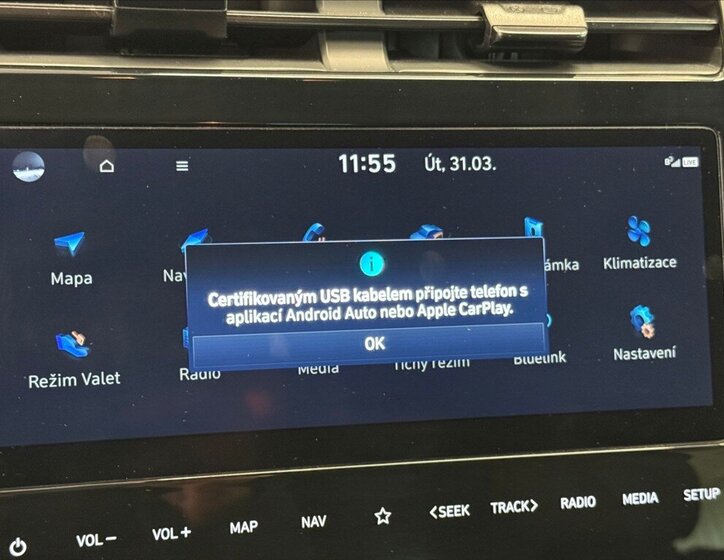 11:55 Út, 31.03.
LIVE
Mapa
Klimatizace
Certifikovaným USB kabelem připojte telefon s
aplikací Android Auto nebo Apple CarPlay.
OK
Režim Valet
Rádio
Média
Tichý režim
Bluelink
Nastavení
VOL−
VOL+
MAP
NAV
<SEEK
TRACK>
RADIO
MEDIA
SETUP